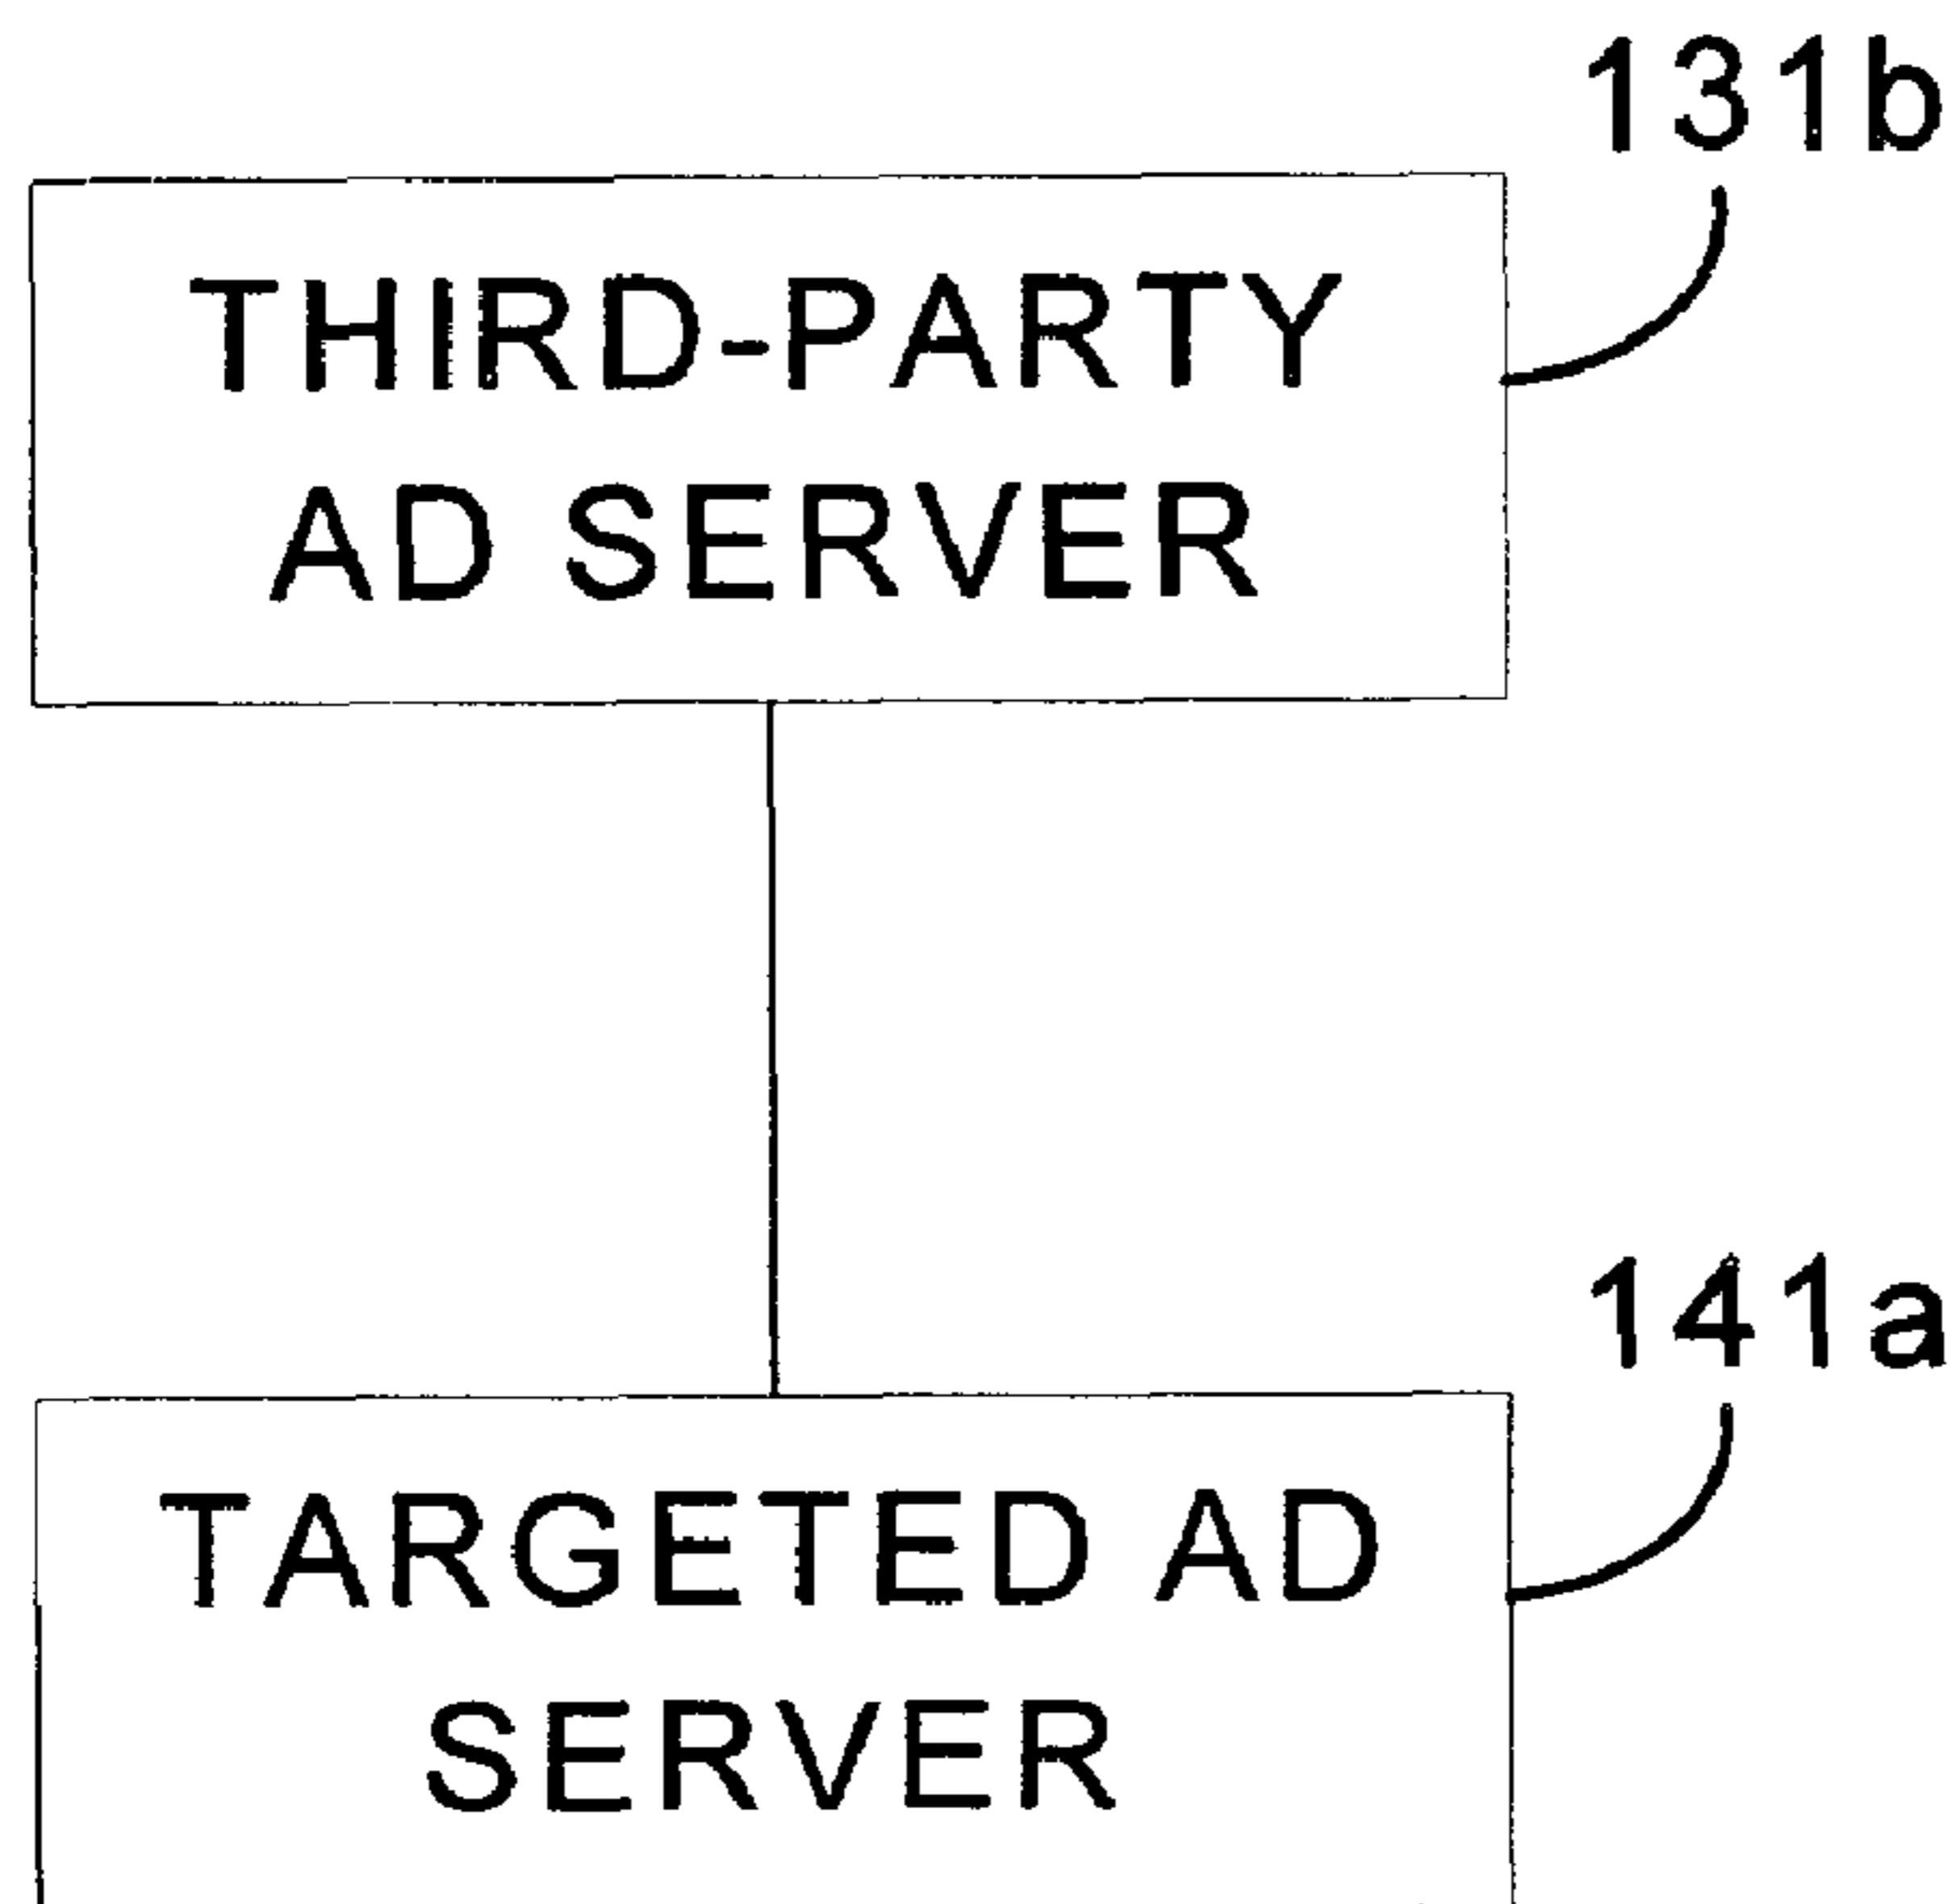 131b
THIRD-PARTY
AD SERVER
141a
TARGETED AD
SERVER